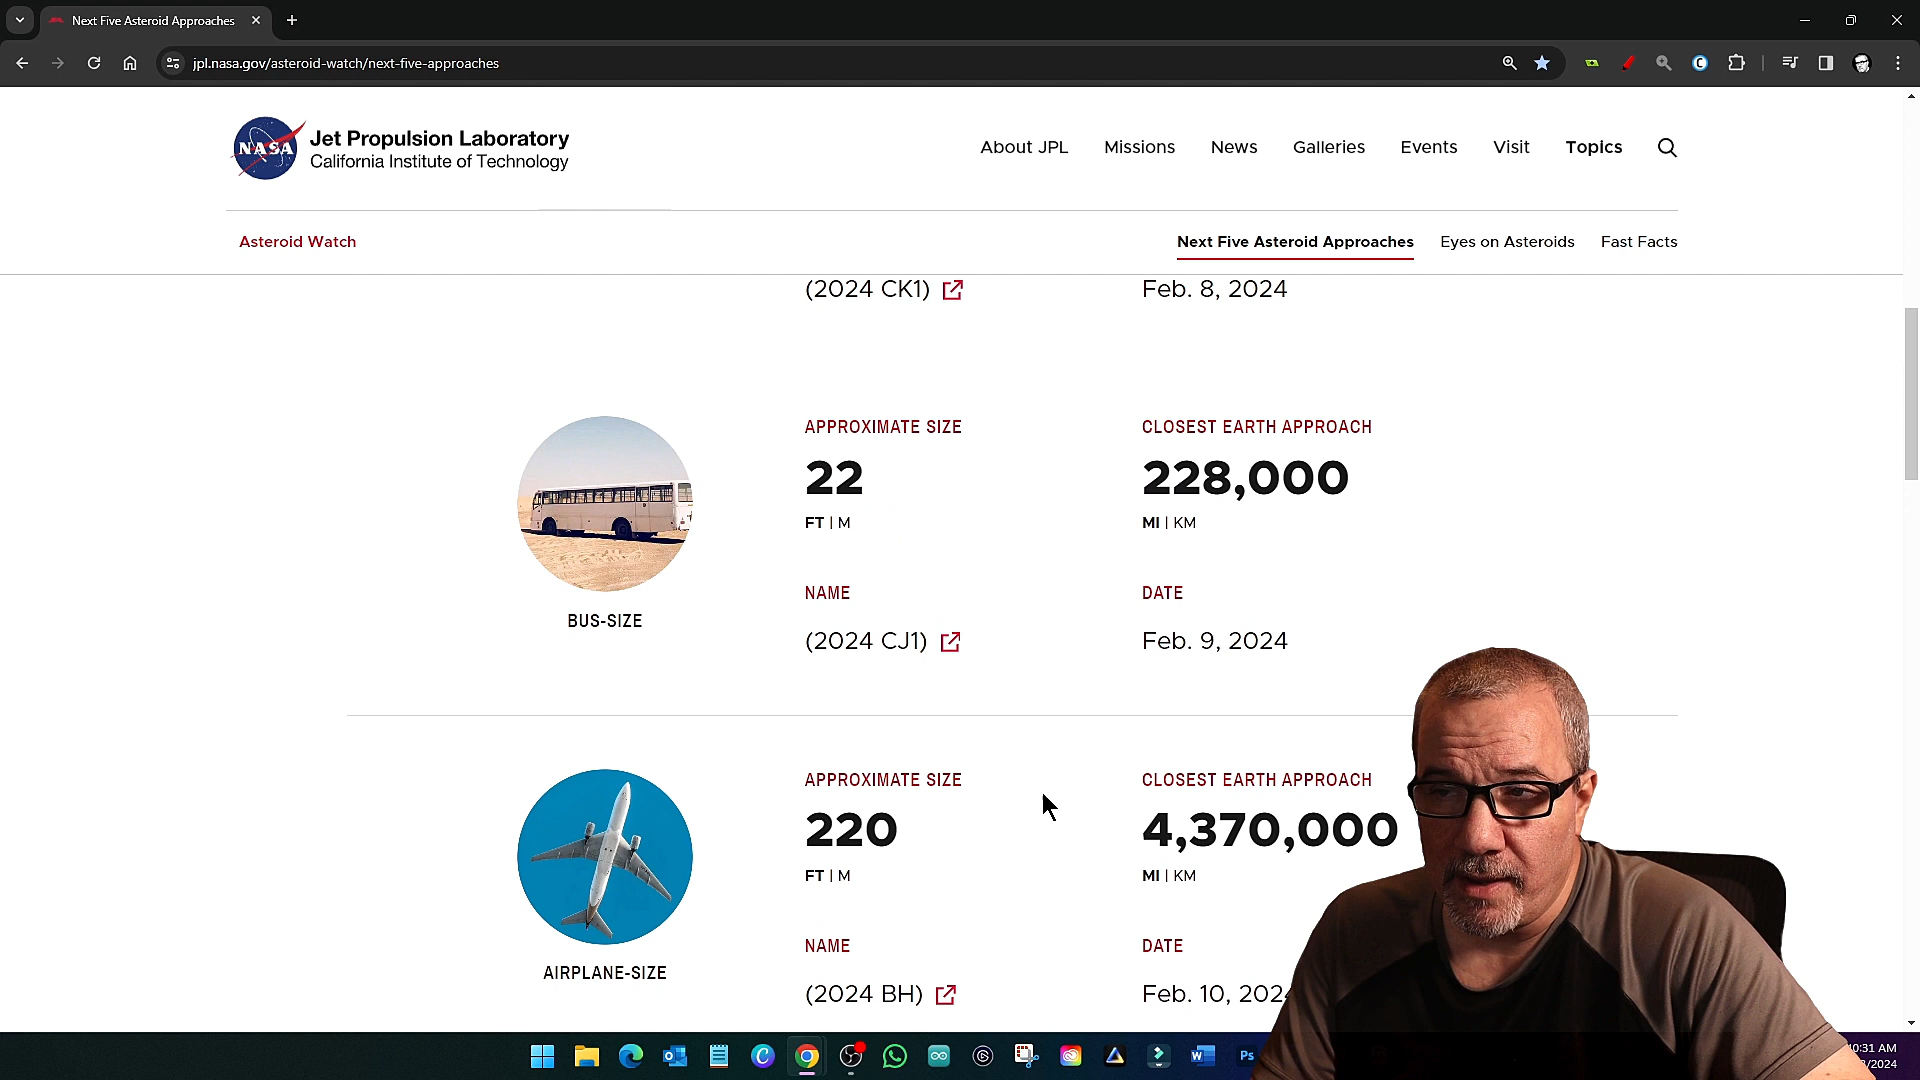 Next Five Asteroid Approaches
jpl.nasa.gov/asteroid-watch/next-five-approaches
NASA
Jet Propulsion Laboratory
California Institute of Technology
About JPL Missions News Galleries Events Visit Topics
Asteroid Watch
Next Five Asteroid Approaches Eyes on Asteroids Fast Facts
(2024 CK1) Feb. 8, 2024
APPROXIMATE SIZE CLOSEST EARTH APPROACH
22 228,000
FT | M MI | KM
NAME DATE
BUS-SIZE
(2024 CJ1) Feb. 9, 2024
APPROXIMATE SIZE CLOSEST EARTH APPROACH
220 4,370,000
FT | M MI | KM
NAME DATE
AIRPLANE-SIZE
(2024 BH) Feb. 10, 202
Ps
:31 AM
/2024